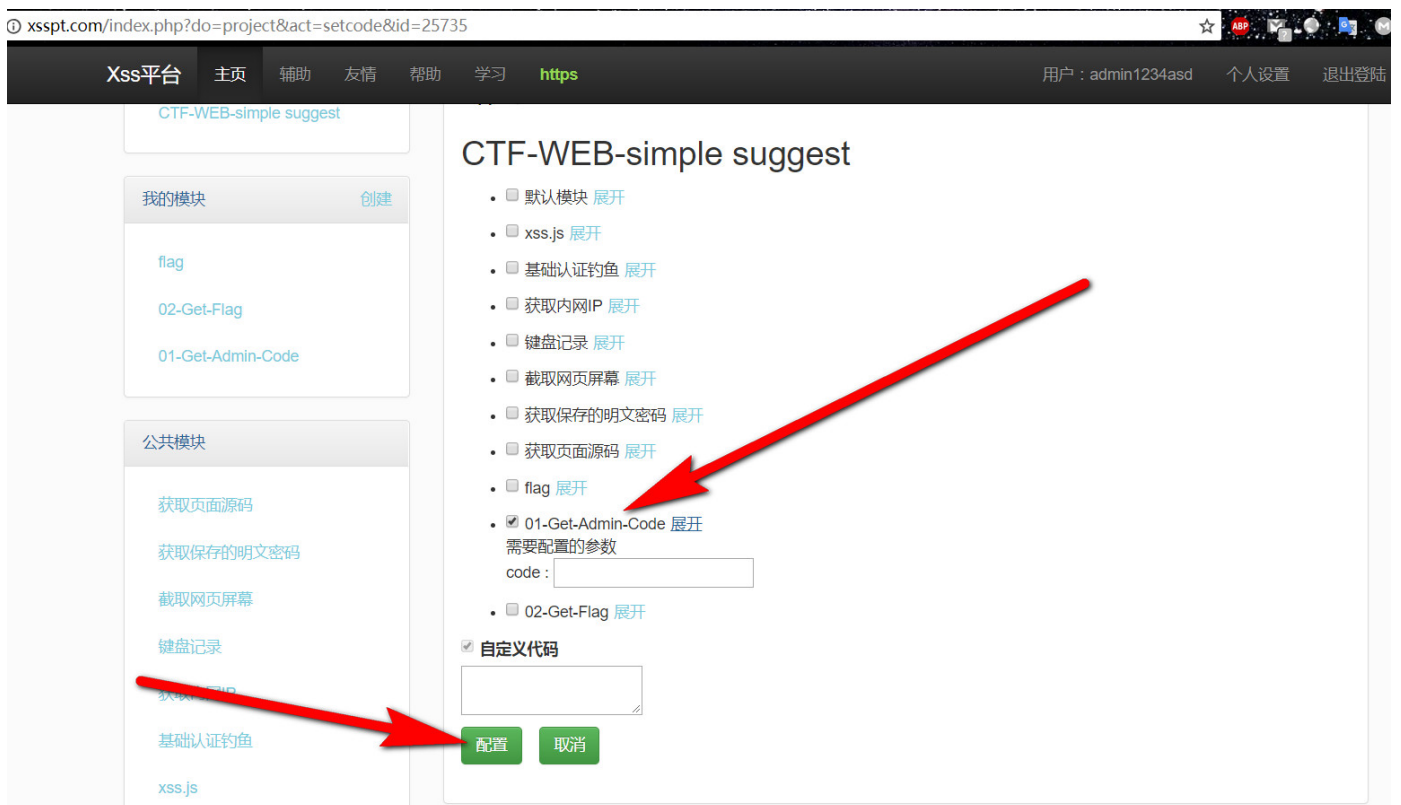 xsspt.com/index.php?do=project&act=setcode&id=25735
Xss平台 主页 辅助 友情 帮助 学习 https 用户：admin1234asd 个人设置 退出登陆
CTF-WEB-simple suggest
我的模块 创建
flag
02-Get-Flag
01-Get-Admin-Code
公共模块
获取页面源码
获取保存的明文密码
截取网页屏幕
键盘记录
获取内网IP
基础认证钓鱼
xss.js
CTF-WEB-simple suggest
默认模块 展开
xss.js 展开
基础认证钓鱼 展开
获取内网IP 展开
键盘记录 展开
截取网页屏幕 展开
获取保存的明文密码 展开
获取页面源码 展开
flag 展开
01-Get-Admin-Code 展开
需要配置的参数
code :
02-Get-Flag 展开
自定义代码
配置 取消